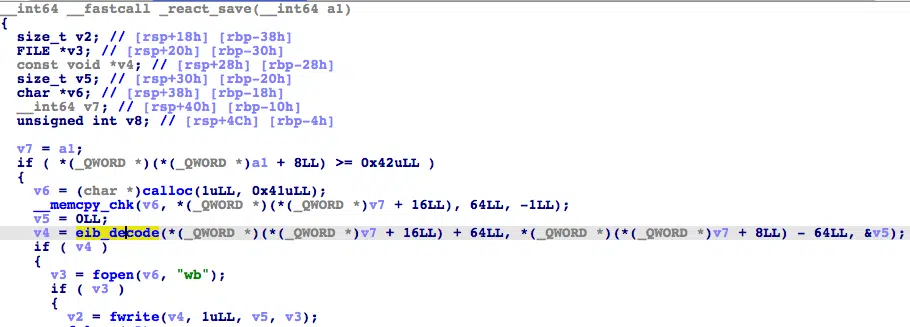 __int64 __fastcall _react_save(__int64 a1)
{
size_t v2; // [rsp+18h] [rbp-38h]
FILE *v3; // [rsp+20h] [rbp-30h]
const void *v4; // [rsp+28h] [rbp-28h]
size_t v5; // [rsp+30h] [rbp-20h]
char *v6; // [rsp+38h] [rbp-18h]
__int64 v7; // [rsp+40h] [rbp-10h]
unsigned int v8; // [rsp+4Ch] [rbp-4h]
v7 = a1;
if ( *(_QWORD *)(*(_QWORD *)a1 + 8LL) >= 0x42uLL )
{
v6 = (char *)calloc(1uLL, 0x41uLL);
__memcpy_chk(v6, *(_QWORD *)(*(_QWORD *)v7 + 16LL), 64LL, -1LL);
v5 = 0LL;
v4 = eib_decode(*(_QWORD *)(*(_QWORD *)v7 + 16LL) + 64LL, *(_QWORD *)(*(_QWORD *)v7 + 8LL) - 64LL, &v5);
if ( v4 )
{
v3 = fopen(v6, "wb");
if ( v3 )
{
v2 = fwrite(v4, 1uLL, v5, v3);